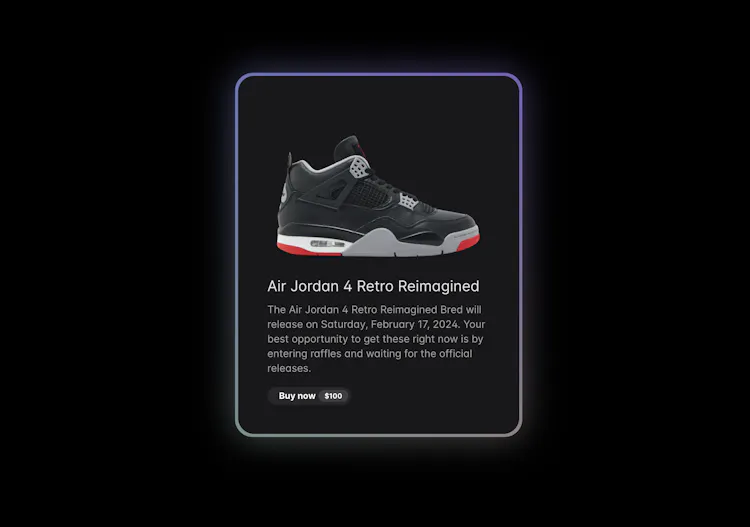 Air Jordan 4 Retro Reimagined
The Air Jordan 4 Retro Reimagined Bred will
release on Saturday, February 17, 2024. Your
best opportunity to get these right now is by
entering raffles and waiting for the official
releases.
Buy now $100